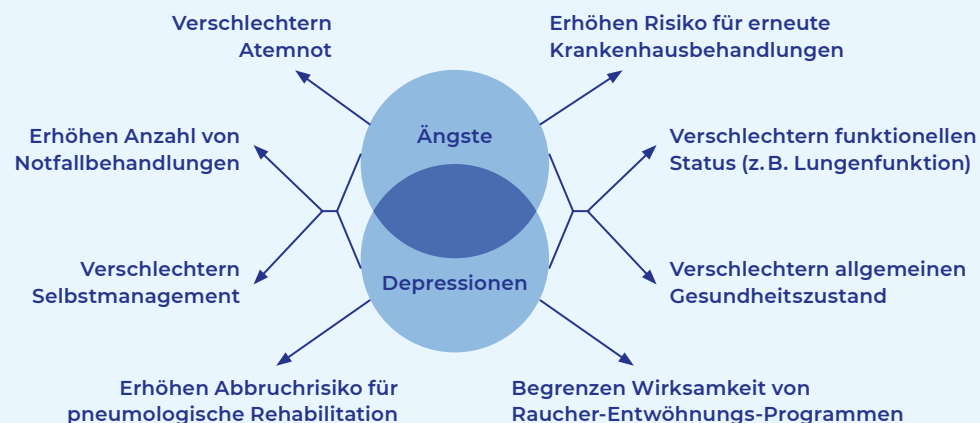 Verschlechtern
Atemnot
Erhöhen Risiko für erneute
Krankenhausbehandlungen
Erhöhen Anzahl von
Notfallbehandlungen
Ängste
Verschlechtern funktionellen
Status (z. B. Lungenfunktion)
Verschlechtern
Selbstmanagement
Depressionen
Verschlechtern allgemeinen
Gesundheitszustand
Erhöhen Abbruchrisiko für
pneumologische Rehabilitation
Begrenzen Wirksamkeit von
Raucher-Entwöhnungs-Programmen